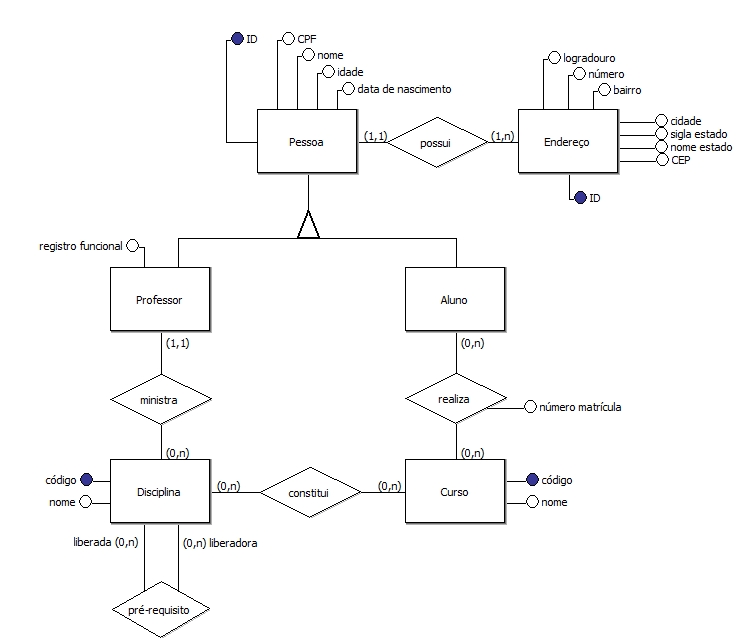 ID
CPF
nome
idade
data de nascimento
logradouro
número
bairro
cidade
sigla estado
nome estado
CEP
Pessoa
(1,1)
possui
(1,n)
Endereço
ID
registro funcional
Professor
Aluno
(1,1)
(0,n)
ministra
realiza
número matrícula
(0,n)
(0,n)
código
nome
Disciplina
(0,n)
constitui
(0,n)
Curso
código
nome
liberada (0,n)
(0,n) liberadora
pré-requisito